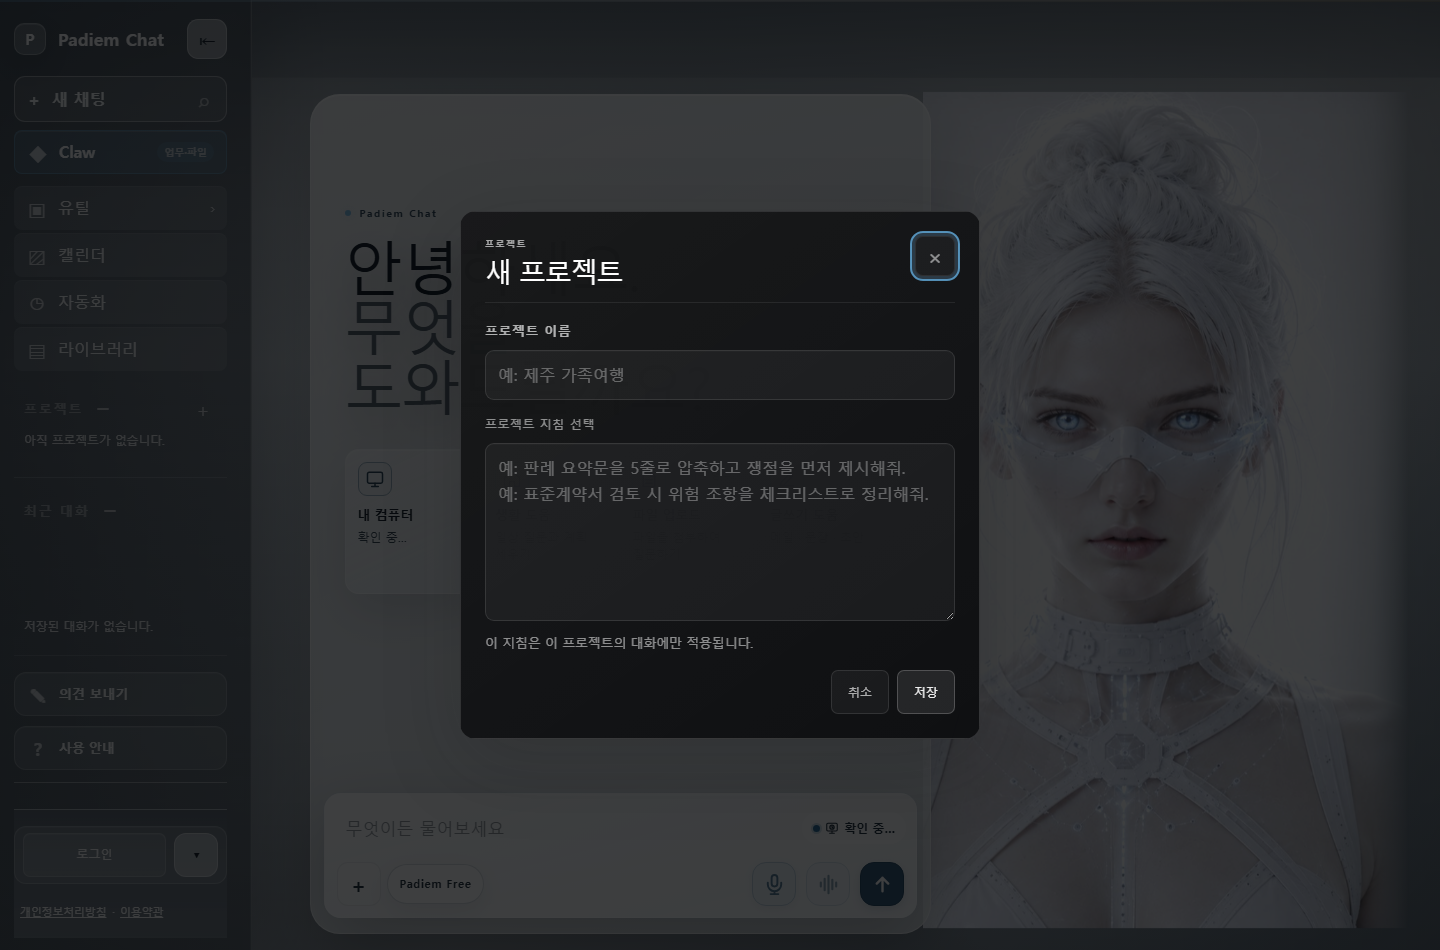 P Padiem Chat
+ 새 채팅
Claw 업무·파일
유틸
캘린더
자동화
라이브러리
프로젝트
아직 프로젝트가 없습니다.
최근 대화
저장된 대화가 없습니다.
의견 보내기
? 사용 안내
로그인
개인정보처리방침 · 이용약관
Padiem Chat
안녕
무엇
도와
내 컴퓨터
확인 중...
프로젝트
새 프로젝트
프로젝트 이름
예: 제주 가족여행
프로젝트 지침 선택
예: 판례 요약문을 5줄로 압축하고 쟁점을 먼저 제시해줘.
예: 표준계약서 검토 시 위험 조항을 체크리스트로 정리해줘.
이 지침은 이 프로젝트의 대화에만 적용됩니다.
취소 저장
무엇이든 물어보세요
확인 중...
+ Padiem Free